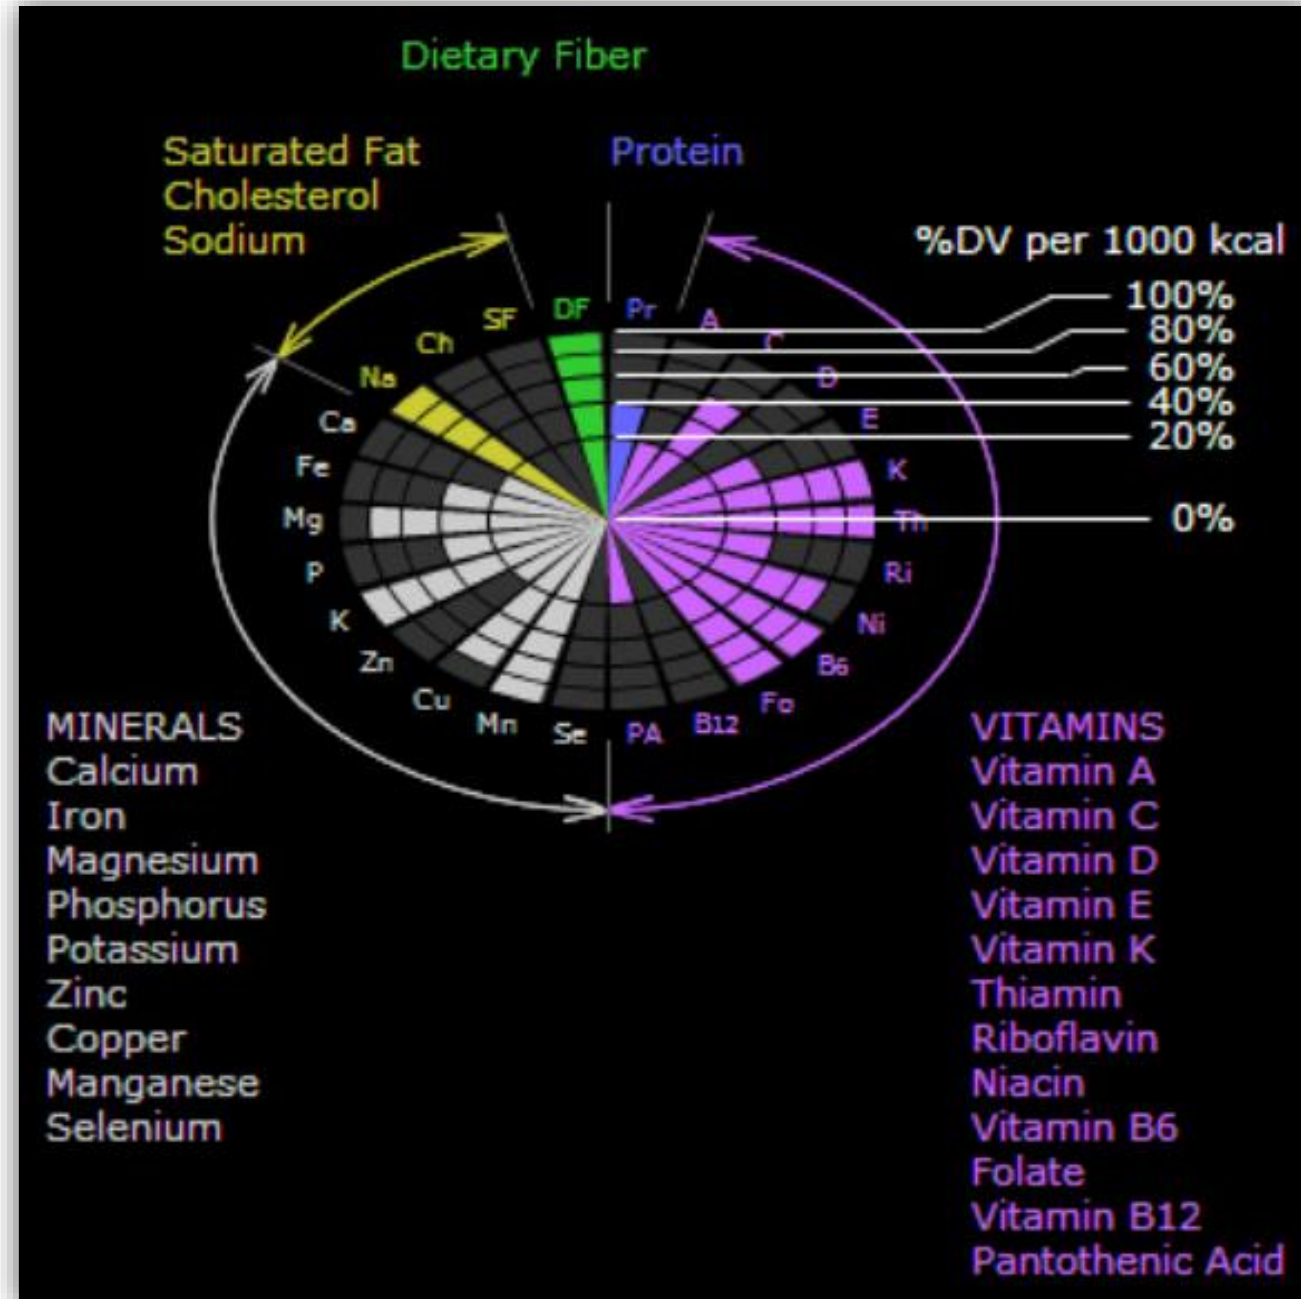 Dietary Fiber
Saturated Fat
Cholesterol
Sodium
Protein
%DV per 1000 kcal
100%
80%
60%
40%
20%
0%
DF
Pr
A
C
D
E
K
Th
Ri
Ni
B6
Fo
B12
PA
Se
Mn
Cu
Zn
K
P
Mg
Fe
Ca
Na
Ch
SF
MINERALS
Calcium
Iron
Magnesium
Phosphorus
Potassium
Zinc
Copper
Manganese
Selenium
VITAMINS
Vitamin A
Vitamin C
Vitamin D
Vitamin E
Vitamin K
Thiamin
Riboflavin
Niacin
Vitamin B6
Folate
Vitamin B12
Pantothenic Acid